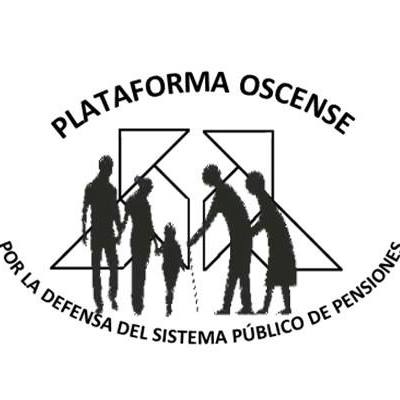 PLATAFORMA OSCENSE
POR LA DEFENSA DEL SISTEMA PÚBLICO DE PENSIONES